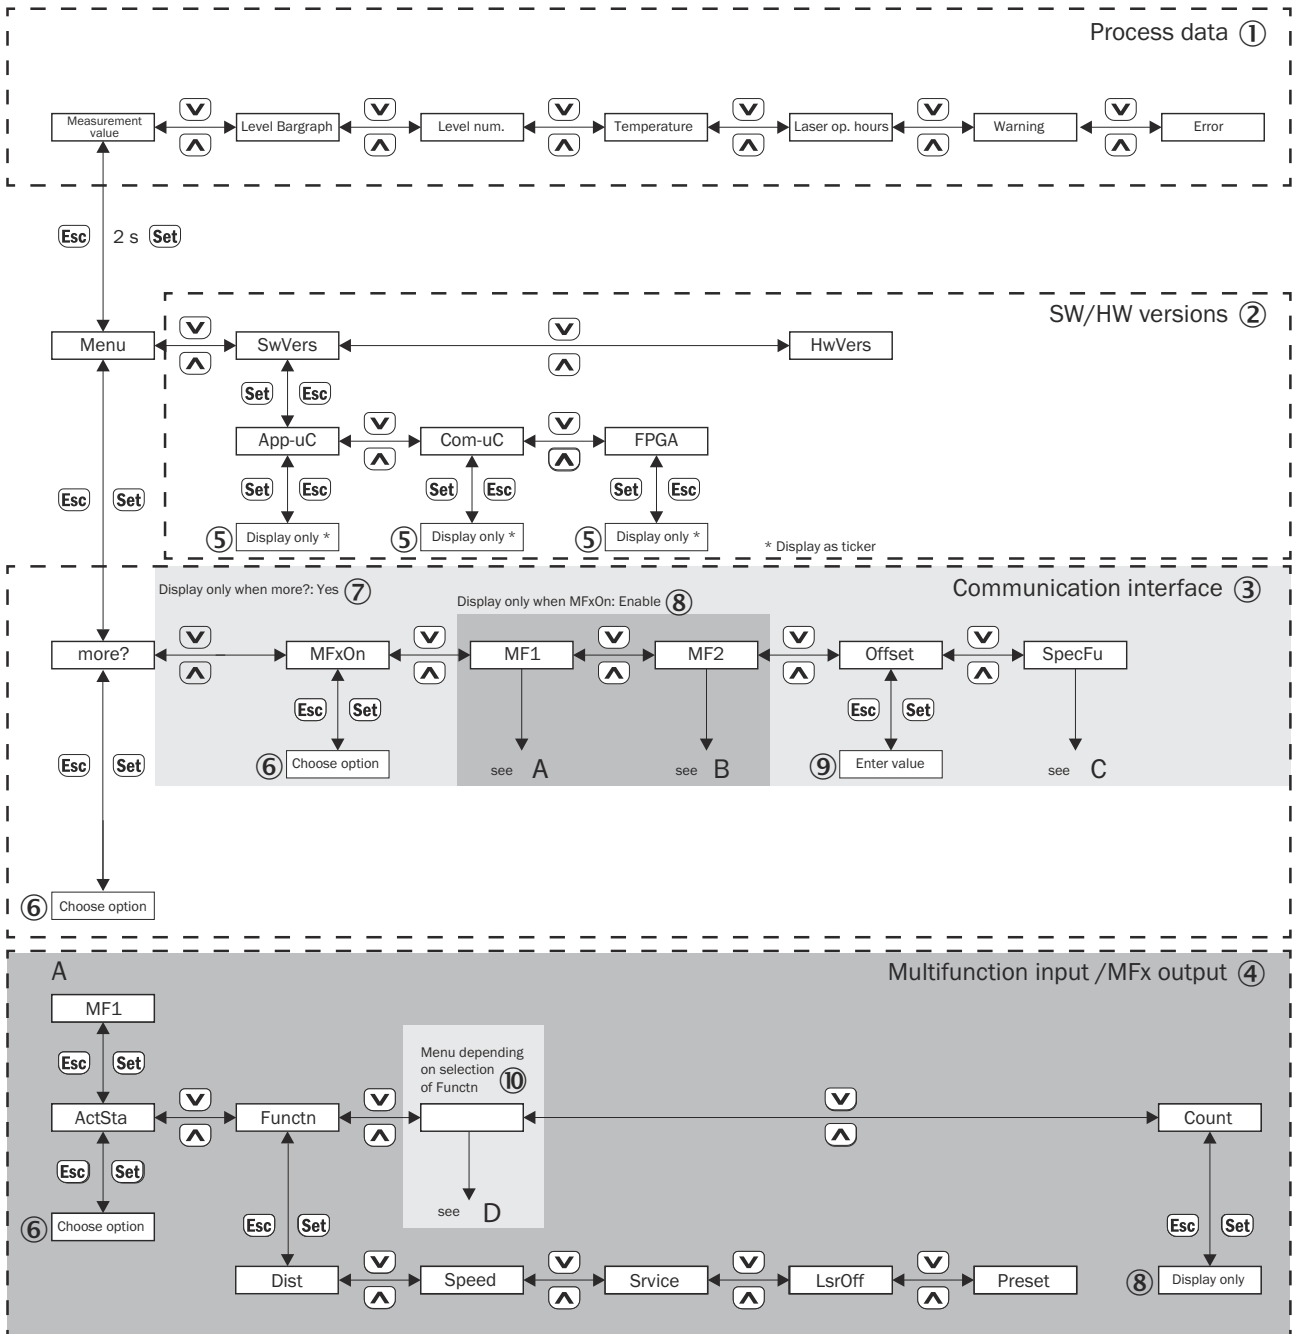 Process data ①
Measurement value
Level Bargraph
Level num.
Temperature
Laser op. hours
Warning
Error
Esc 2 s Set
SW/HW versions ②
Menu
SwVers
HwVers
Set Esc
App-uC
Com-uC
FPGA
Esc Set
Set Esc
Set Esc
Set Esc
⑤ Display only *
⑤ Display only *
⑤ Display only *
* Display as ticker
Communication interface ③
Display only when more?: Yes ⑦
Display only when MFxOn: Enable ⑧
more?
MFxOn
MF1
MF2
Offset
SpecFu
Esc Set
Esc Set
Esc Set
⑥ Choose option
see A
see B
⑨ Enter value
see C
⑥ Choose option
A
Multifunction input /MFx output ④
MF1
Esc Set
Menu depending
on selection
of Functn ⑩
ActSta
Functn
Count
Esc Set
see D
⑥ Choose option
Esc Set
Esc Set
Dist
Speed
Srvice
LsrOff
Preset
⑧ Display only